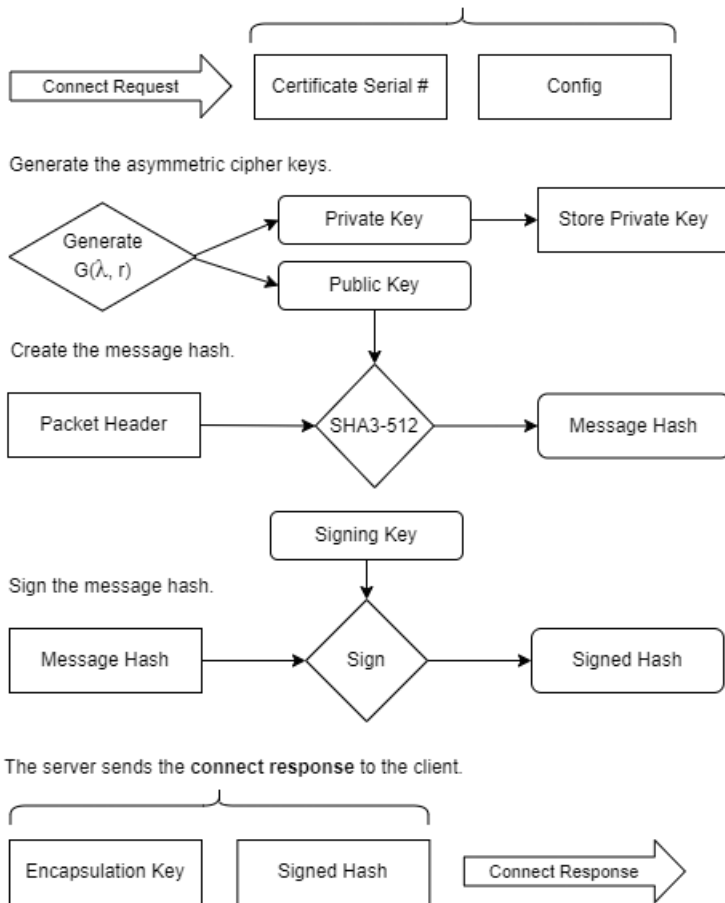 Connect Request
Certificate Serial #
Config
Generate the asymmetric cipher keys.
Generate
G(λ, r)
Private Key
Store Private Key
Public Key
Create the message hash.
Packet Header
SHA3-512
Message Hash
Signing Key
Sign the message hash.
Message Hash
Sign
Signed Hash
The server sends the connect response to the client.
Encapsulation Key
Signed Hash
Connect Response